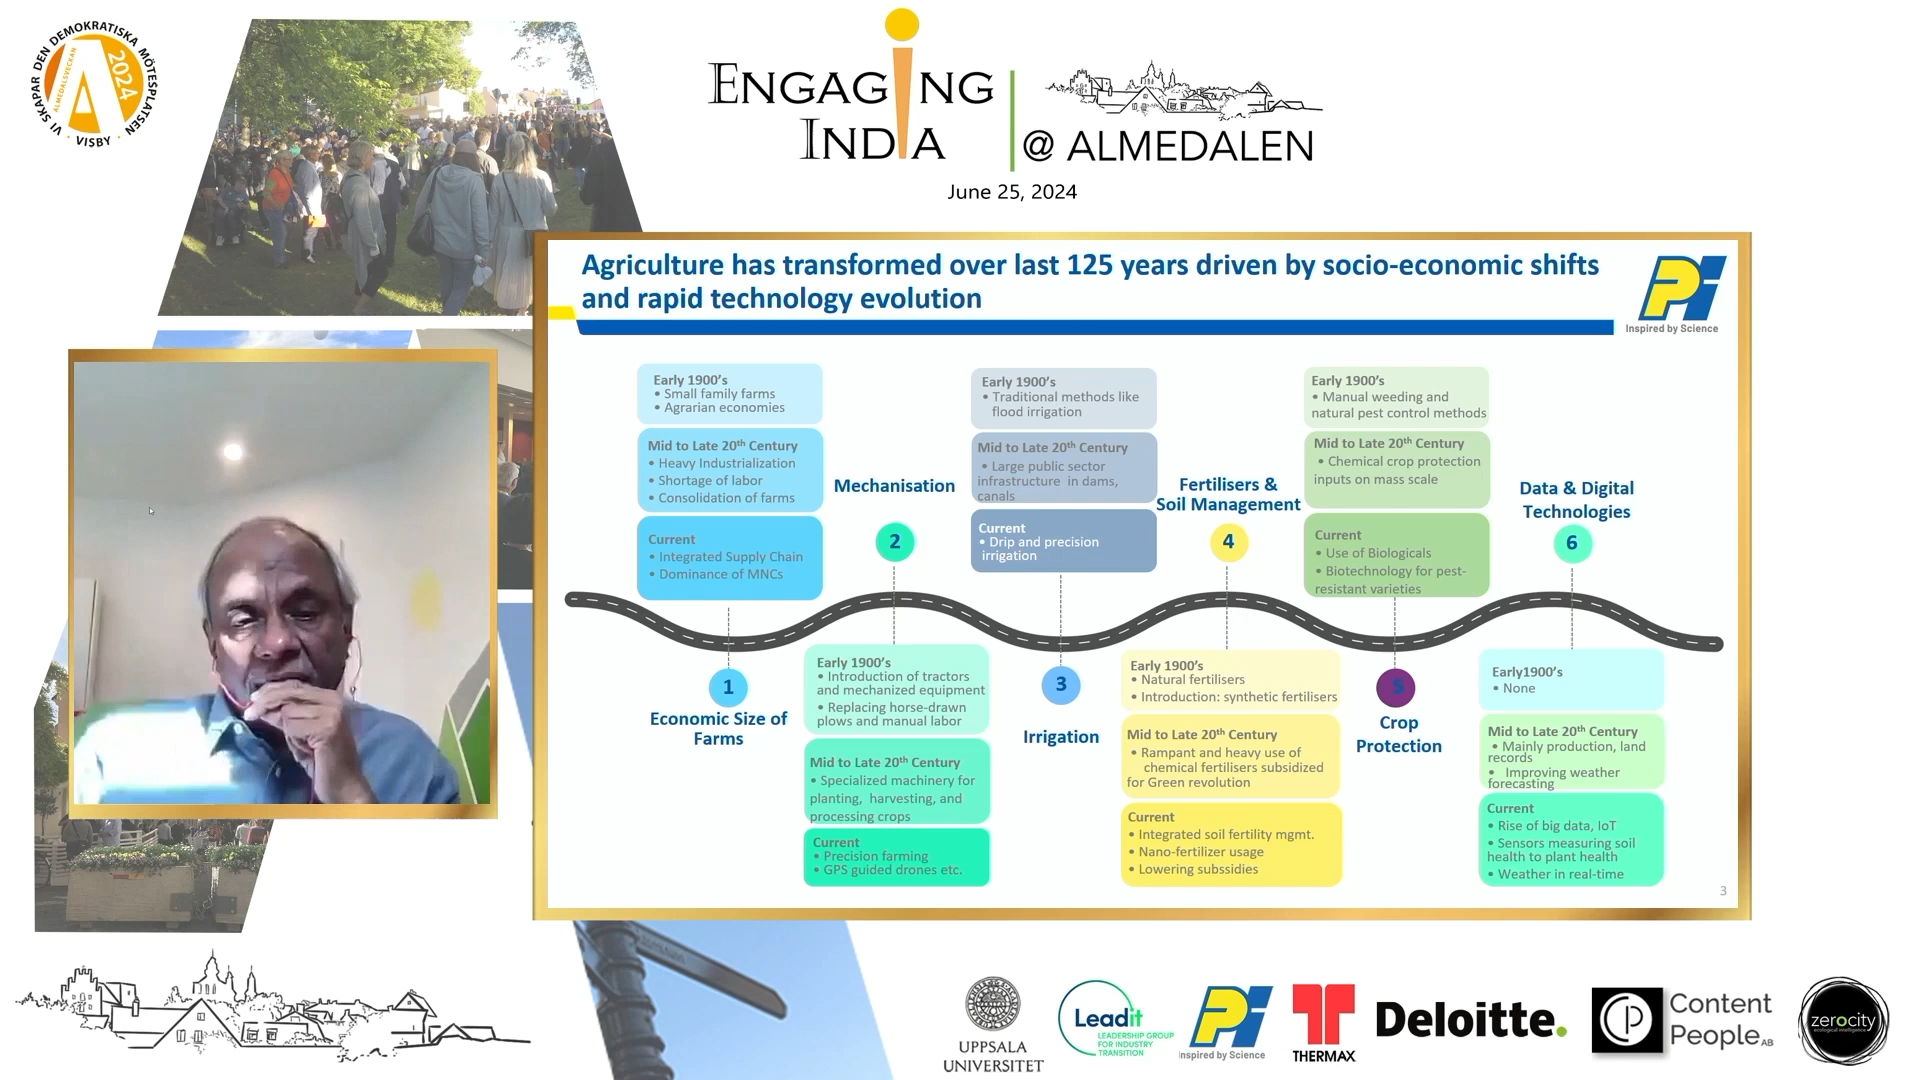 VI SKAPAR DEN DEMOKRATISKA MÖTESPLATSEN
VISBY
ALMEDALSVECKAN
2024
ENGAGING
INDIA
@ ALMEDALEN
June 25, 2024
Agriculture has transformed over last 125 years driven by socio-economic shifts
and rapid technology evolution
Pi
Inspired by Science
Early 1900's
• Small family farms
• Agrarian economies
Mid to Late 20th Century
• Heavy Industrialization
• Shortage of labor
• Consolidation of farms
Current
• Integrated Supply Chain
• Dominance of MNCs
1
Economic Size of
Farms
Mechanisation
2
Early 1900's
• Introduction of tractors
and mechanized equipment
• Replacing horse-drawn
plows and manual labor
Mid to Late 20th Century
• Specialized machinery for
planting, harvesting, and
processing crops
Current
• Precision farming
• GPS guided drones etc.
Early 1900's
• Traditional methods like
flood irrigation
Mid to Late 20th Century
• Large public sector
infrastructure in dams,
canals
Current
• Drip and precision
irrigation
3
Irrigation
Fertilisers &
Soil Management
4
Early 1900's
• Natural fertilisers
• Introduction: synthetic fertilisers
Mid to Late 20th Century
• Rampant and heavy use of
chemical fertilisers subsidized
for Green revolution
Current
• Integrated soil fertility mgmt.
• Nano-fertilizer usage
• Lowering subssidies
Early 1900's
• Manual weeding and
natural pest control methods
Mid to Late 20th Century
• Chemical crop protection
inputs on mass scale
Current
• Use of Biologicals
• Biotechnology for pest-
resistant varieties
5
Crop
Protection
Data & Digital
Technologies
6
Early1900's
• None
Mid to Late 20th Century
• Mainly production, land
records
• Improving weather
forecasting
Current
• Rise of big data, IoT
• Sensors measuring soil
health to plant health
• Weather in real-time
3
UPPSALA
UNIVERSITET
Leadit
LEADERSHIP GROUP
FOR INDUSTRY
TRANSITION
Pi
Inspired by Science
THERMAX
Deloitte.
Content
People AB
zerocity
ecological intelligence